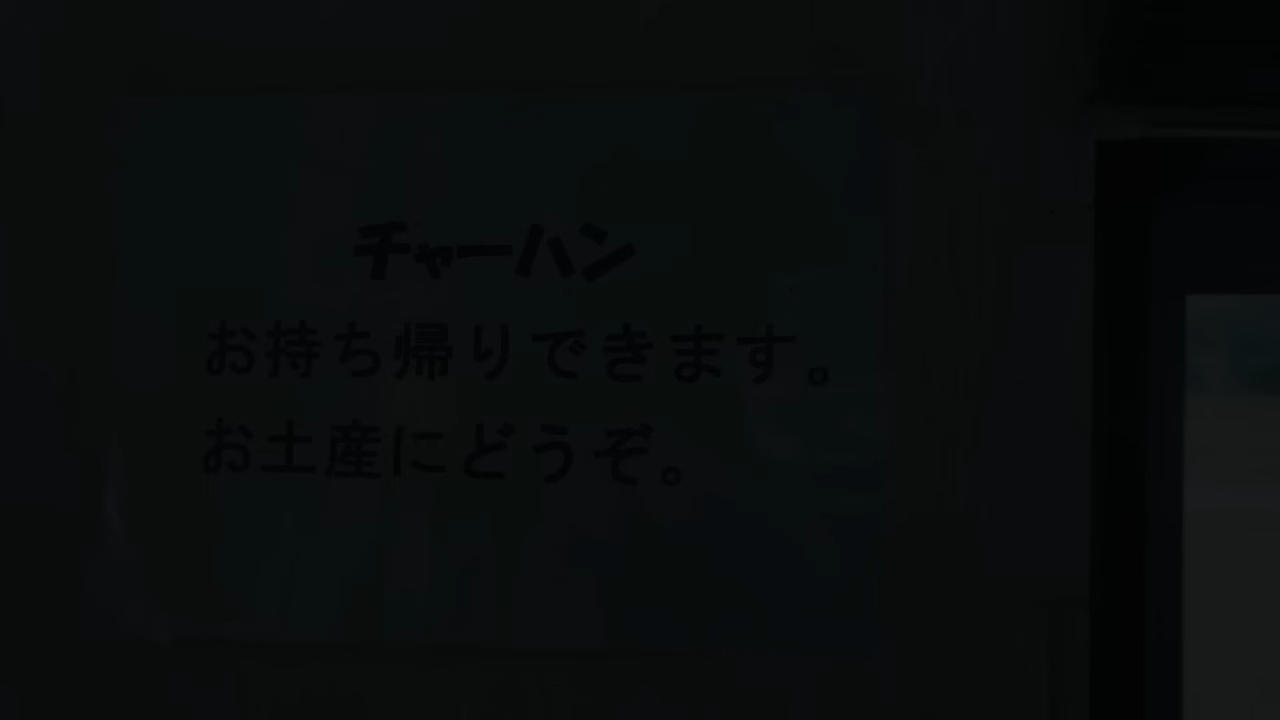 チャーハン
お持ち帰りできます。
お土産にどうぞ。